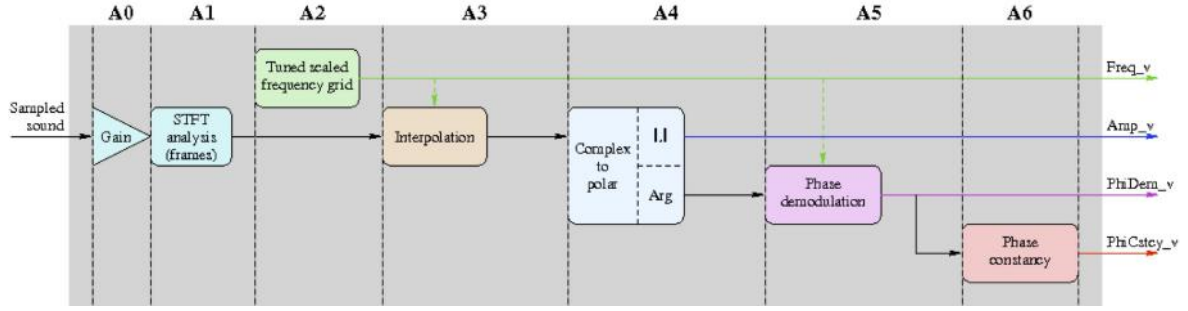 A0 A1 A2 A3 A4 A5 A6
Tuned scaled
frequency grid
Freq_v
Sampled
sound
Gain
STFT
analysis
(frames)
Interpolation
Complex
to
polar
|.|
Arg
Amp_v
Phase
demodulation
PhiDem_v
Phase
constancy
PhiCstcy_v